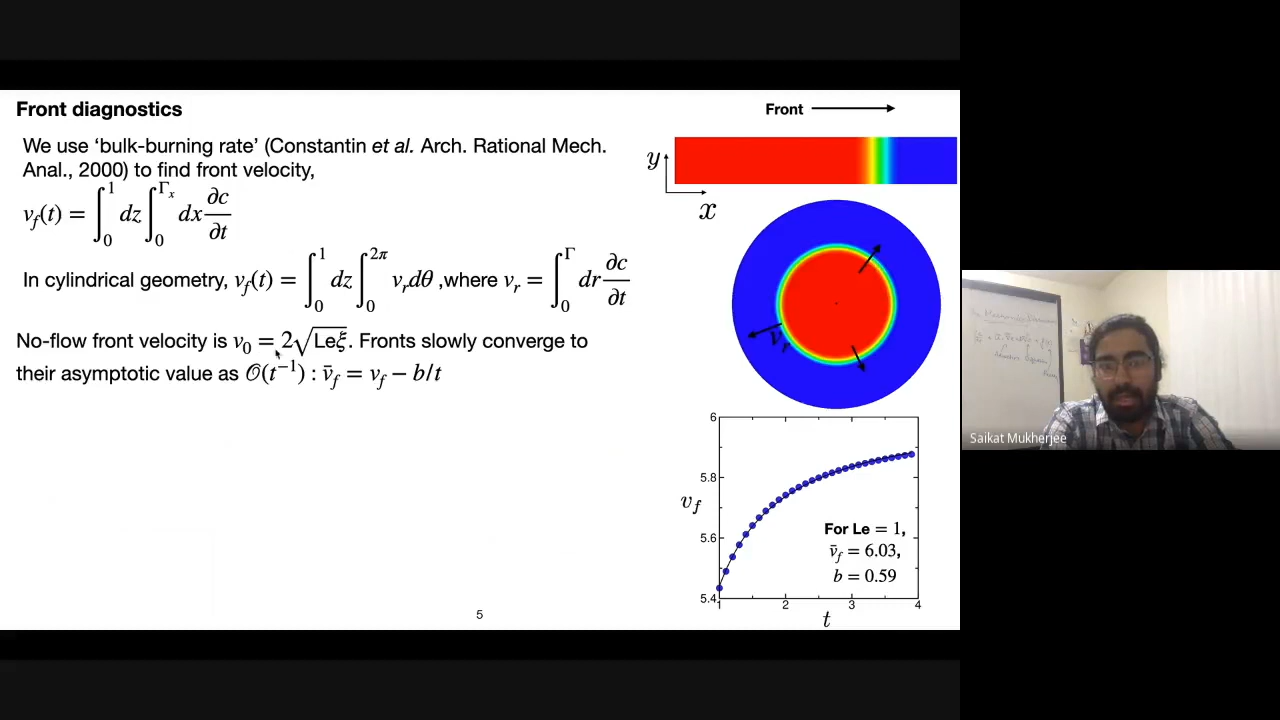 Front diagnostics
We use ‘bulk-burning rate’ (Constantin et al. Arch. Rational Mech.
Anal., 2000) to find front velocity,
v_f(t) = ∫_0^1 dz ∫_0^{Γ_x} dx ∂c/∂t
In cylindrical geometry, v_f(t) = ∫_0^1 dz ∫_0^{2π} v_r dθ ,where v_r = ∫_0^Γ dr ∂c/∂t
No-flow front velocity is v_0 = 2√Leξ. Fronts slowly converge to
their asymptotic value as 𝒪(t^{-1}) : v̄_f = v_f − b/t
5
Front
y
x
v_r
6
5.8
5.6
5.4
v_f
For Le = 1,
v̄_f = 6.03,
b = 0.59
1 2 3 4
t
Saikat Mukherjee